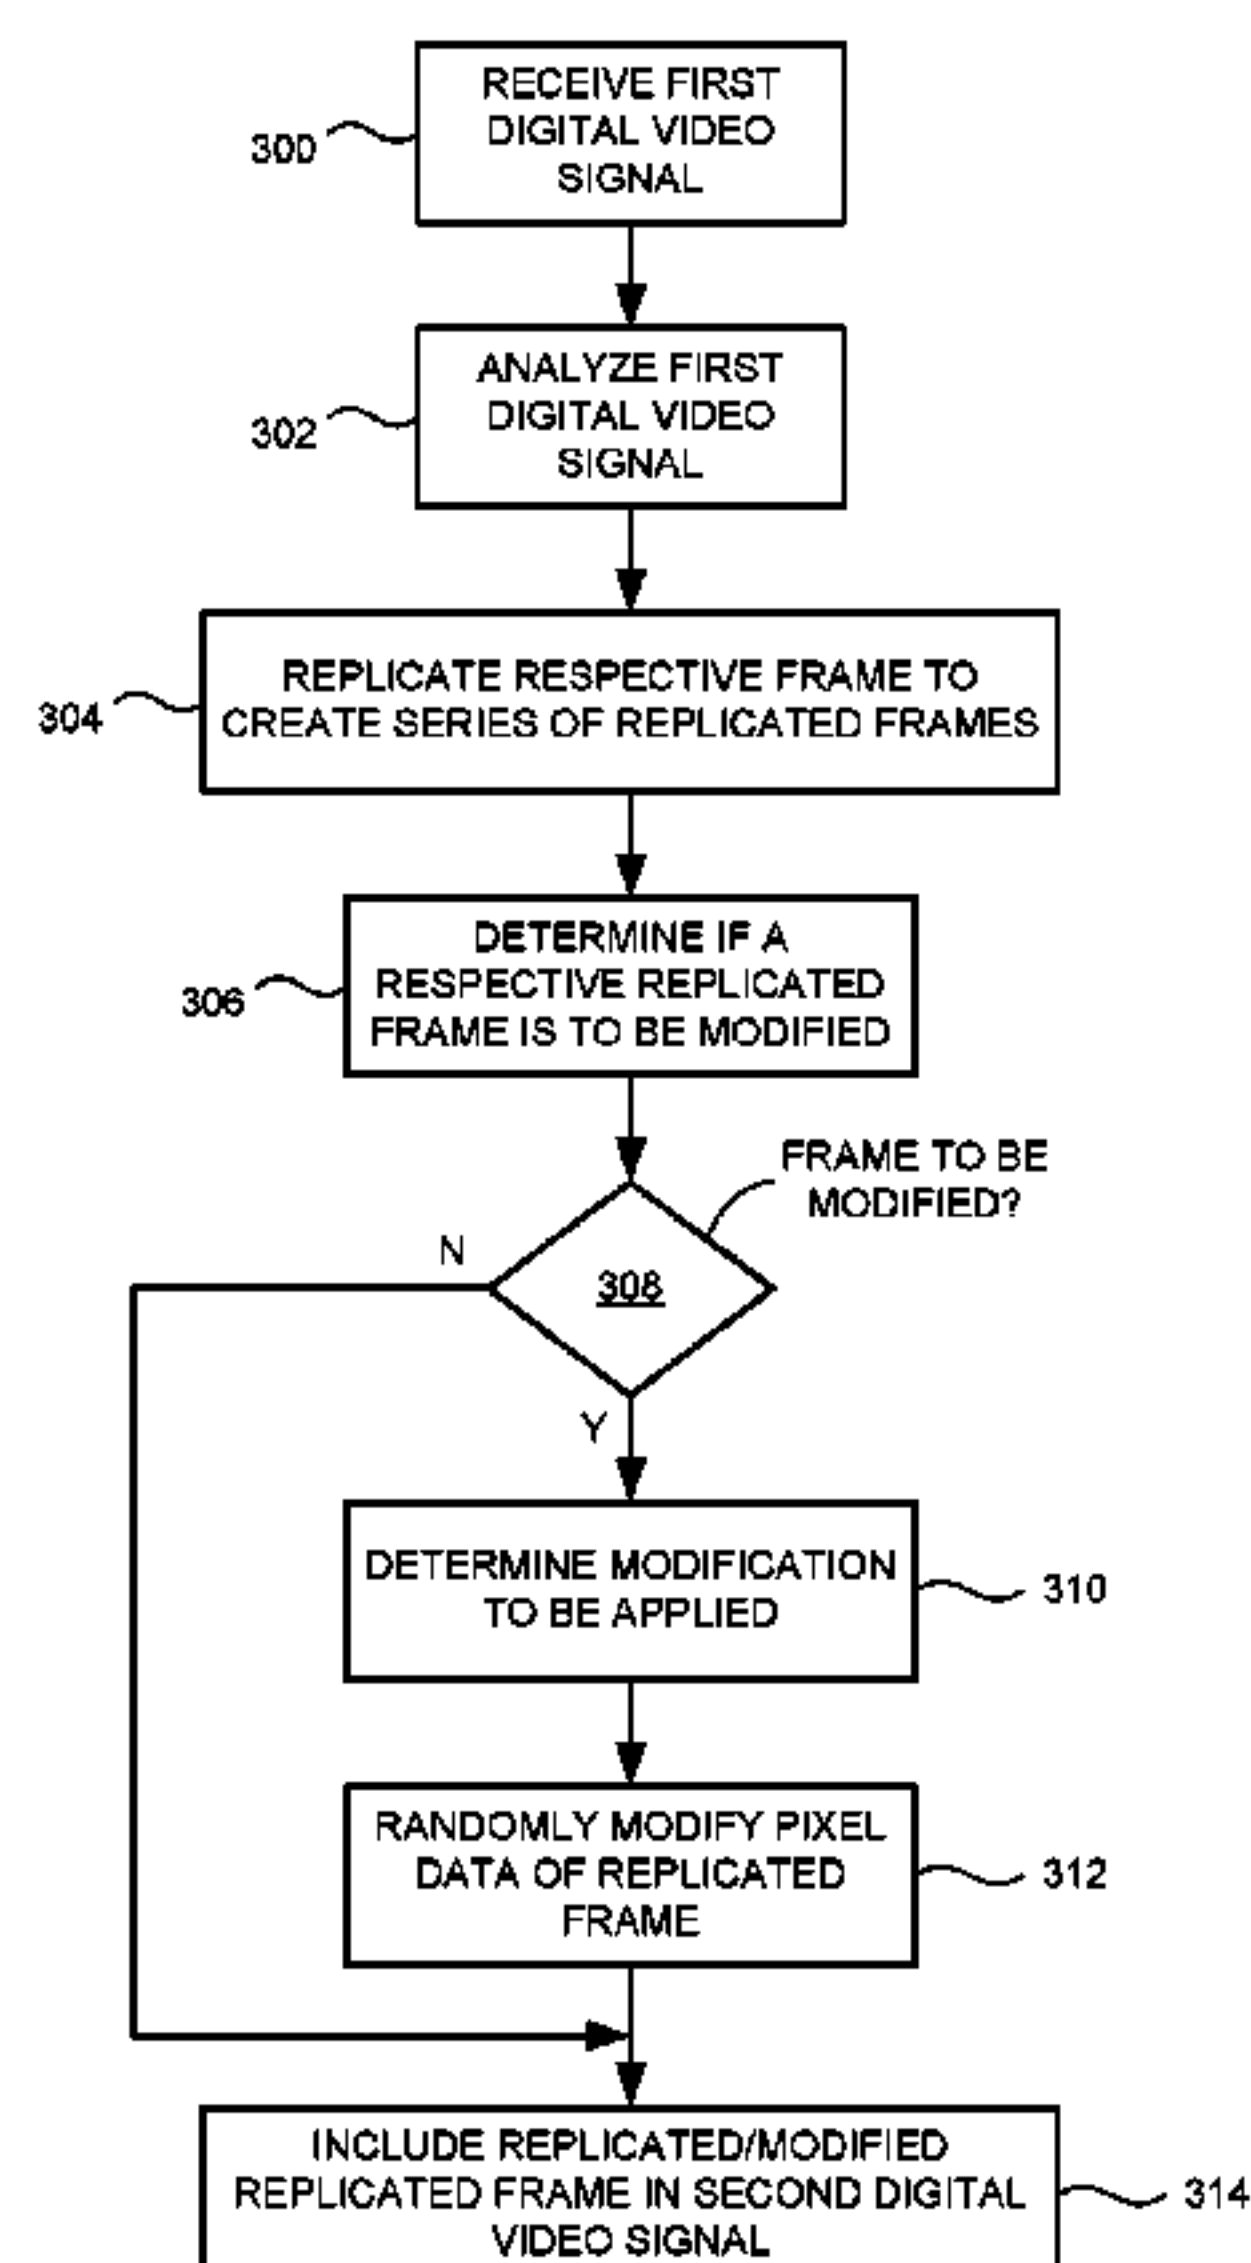 RECEIVE FIRST
DIGITAL VIDEO
SIGNAL
300
ANALYZE FIRST
DIGITAL VIDEO
SIGNAL
302
REPLICATE RESPECTIVE FRAME TO
CREATE SERIES OF REPLICATED FRAMES
304
DETERMINE IF A
RESPECTIVE REPLICATED
FRAME IS TO BE MODIFIED
306
FRAME TO BE
MODIFIED?
N
308
Y
DETERMINE MODIFICATION
TO BE APPLIED
310
RANDOMLY MODIFY PIXEL
DATA OF REPLICATED
FRAME
312
INCLUDE REPLICATED/MODIFIED
REPLICATED FRAME IN SECOND DIGITAL
VIDEO SIGNAL
314